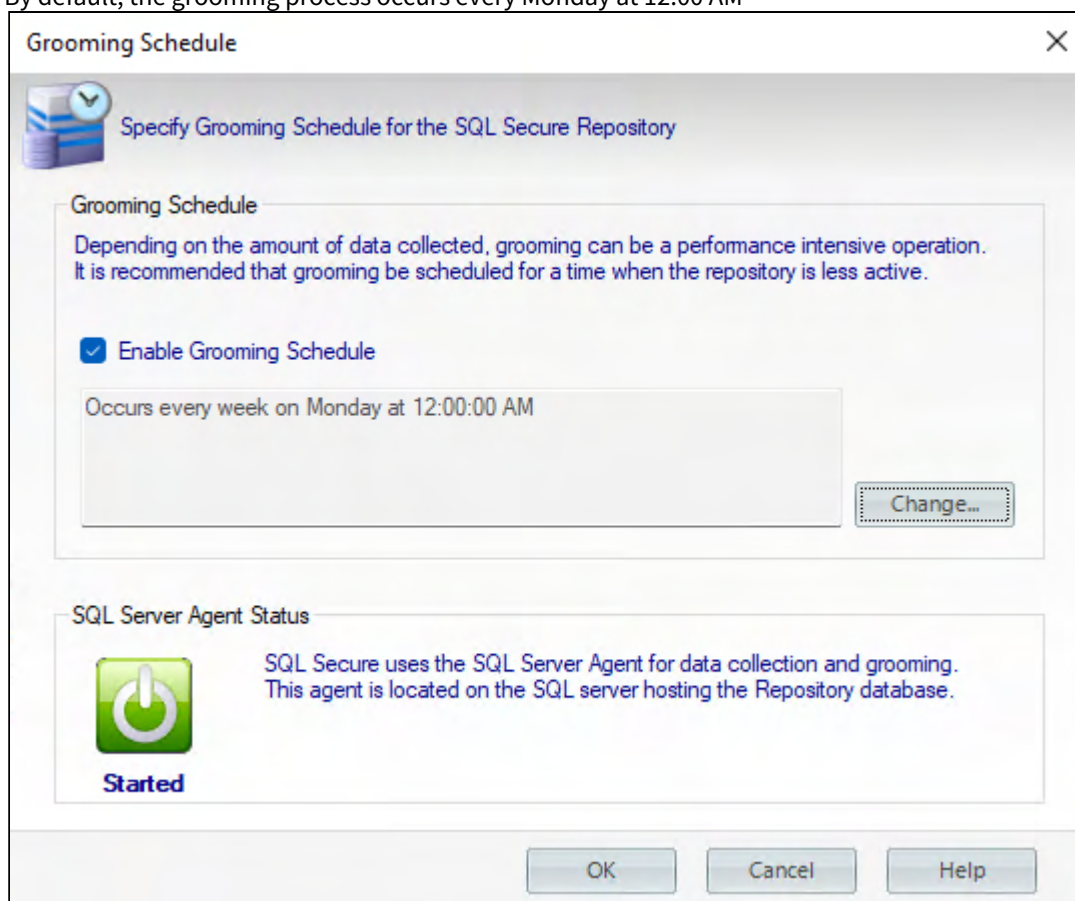 By default, the grooming process occurs every Monday at 12:00 AM
Grooming Schedule
Specify Grooming Schedule for the SQL Secure Repository
Grooming Schedule
Depending on the amount of data collected, grooming can be a performance intensive operation.
It is recommended that grooming be scheduled for a time when the repository is less active.
Enable Grooming Schedule
Occurs every week on Monday at 12:00:00 AM
Change...
SQL Server Agent Status
SQL Secure uses the SQL Server Agent for data collection and grooming.
This agent is located on the SQL server hosting the Repository database.
Started
OK
Cancel
Help